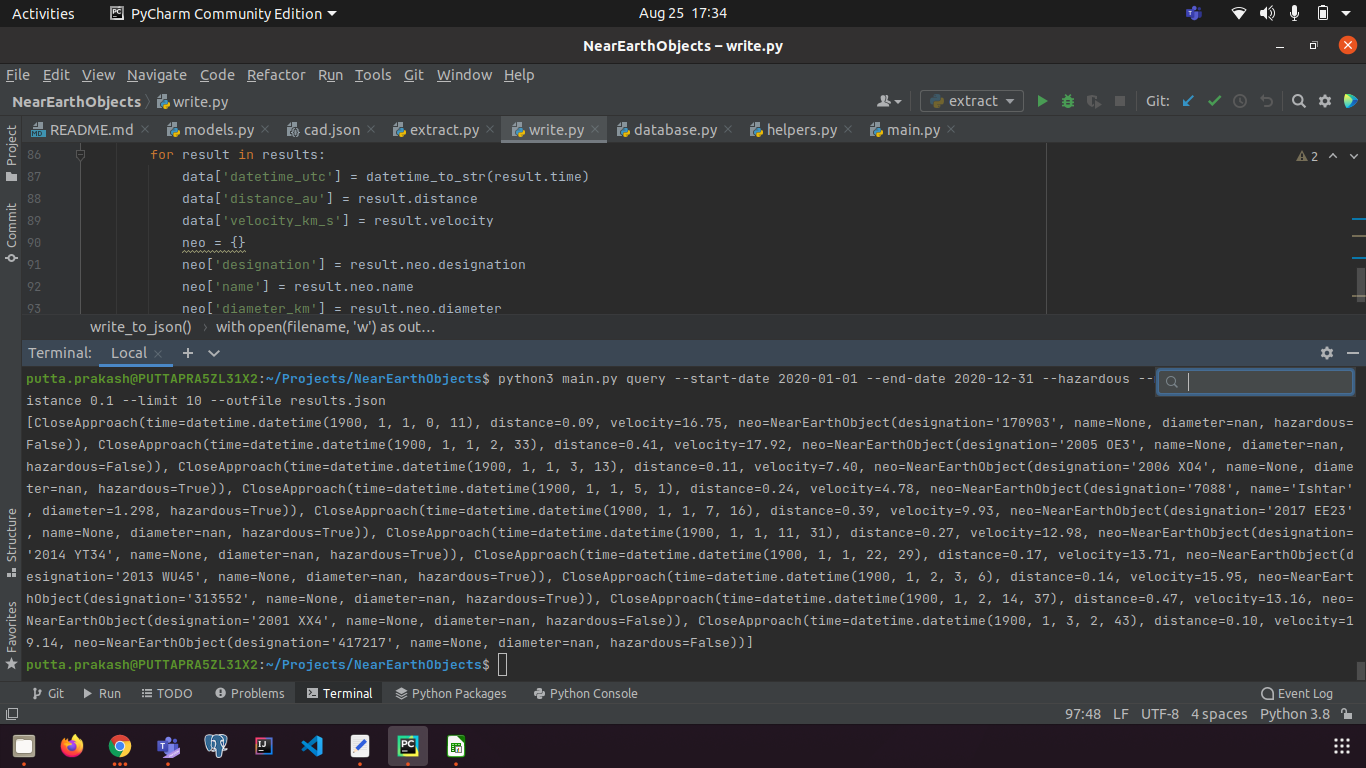 Activities PyCharm Community Edition Aug 25 17:34
NearEarthObjects – write.py
File Edit View Navigate Code Refactor Run Tools Git Window Help
NearEarthObjects write.py extract Git:
README.md models.py cad.json extract.py write.py database.py helpers.py main.py
Project
Commit
Structure
Favorites
86 for result in results:
2
87 data['datetime_utc'] = datetime_to_str(result.time)
88 data['distance_au'] = result.distance
89 data['velocity_km_s'] = result.velocity
90 neo = {}
91 neo['designation'] = result.neo.designation
92 neo['name'] = result.neo.name
93 neo['diameter_km'] = result.neo.diameter
write_to_json() › with open(filename, 'w') as out…
Terminal: Local
putta.prakash@PUTTAPRA5ZL31X2:~/Projects/NearEarthObjects$ python3 main.py query --start-date 2020-01-01 --end-date 2020-12-31 --hazardous --
istance 0.1 --limit 10 --outfile results.json
[CloseApproach(time=datetime.datetime(1900, 1, 1, 0, 11), distance=0.09, velocity=16.75, neo=NearEarthObject(designation='170903', name=None, diameter=nan, hazardous=
False)), CloseApproach(time=datetime.datetime(1900, 1, 1, 2, 33), distance=0.41, velocity=17.92, neo=NearEarthObject(designation='2005 OE3', name=None, diameter=nan,
hazardous=False)), CloseApproach(time=datetime.datetime(1900, 1, 1, 3, 13), distance=0.11, velocity=7.40, neo=NearEarthObject(designation='2006 XO4', name=None, diame
ter=nan, hazardous=True)), CloseApproach(time=datetime.datetime(1900, 1, 1, 5, 1), distance=0.24, velocity=4.78, neo=NearEarthObject(designation='7088', name='Ishtar'
, diameter=1.298, hazardous=True)), CloseApproach(time=datetime.datetime(1900, 1, 1, 7, 16), distance=0.39, velocity=9.93, neo=NearEarthObject(designation='2017 EE23'
, name=None, diameter=nan, hazardous=True)), CloseApproach(time=datetime.datetime(1900, 1, 1, 11, 31), distance=0.27, velocity=12.98, neo=NearEarthObject(designation=
'2014 YT34', name=None, diameter=nan, hazardous=True)), CloseApproach(time=datetime.datetime(1900, 1, 1, 22, 29), distance=0.17, velocity=13.71, neo=NearEarthObject(d
esignation='2013 WU45', name=None, diameter=nan, hazardous=True)), CloseApproach(time=datetime.datetime(1900, 1, 2, 3, 6), distance=0.14, velocity=15.95, neo=NearEart
hObject(designation='313552', name=None, diameter=nan, hazardous=True)), CloseApproach(time=datetime.datetime(1900, 1, 2, 14, 37), distance=0.47, velocity=13.16, neo=
NearEarthObject(designation='2001 XX4', name=None, diameter=nan, hazardous=False)), CloseApproach(time=datetime.datetime(1900, 1, 3, 2, 43), distance=0.10, velocity=1
9.14, neo=NearEarthObject(designation='417217', name=None, diameter=nan, hazardous=False))]
putta.prakash@PUTTAPRA5ZL31X2:~/Projects/NearEarthObjects$
Git Run TODO Problems Terminal Python Packages Python Console Event Log
97:48 LF UTF-8 4 spaces Python 3.8